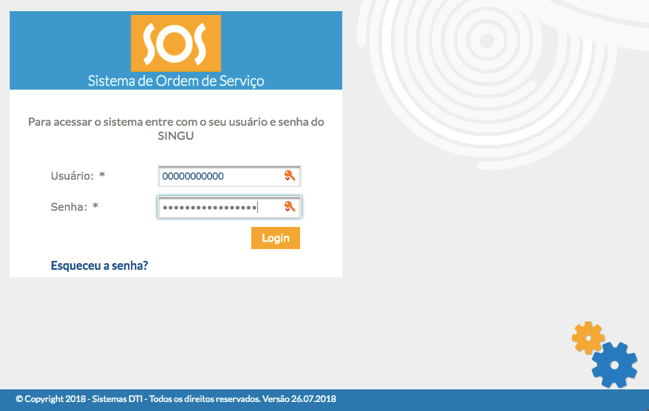 SOS
Sistema de Ordem de Serviço
Para acessar o sistema entre com o seu usuário e senha do
SINGU
Usuário: * 00000000000
Senha: * •••••••••••••••••
Login
Esqueceu a senha?
© Copyright 2018 - Sistemas DTI - Todos os direitos reservados. Versão 26.07.2018